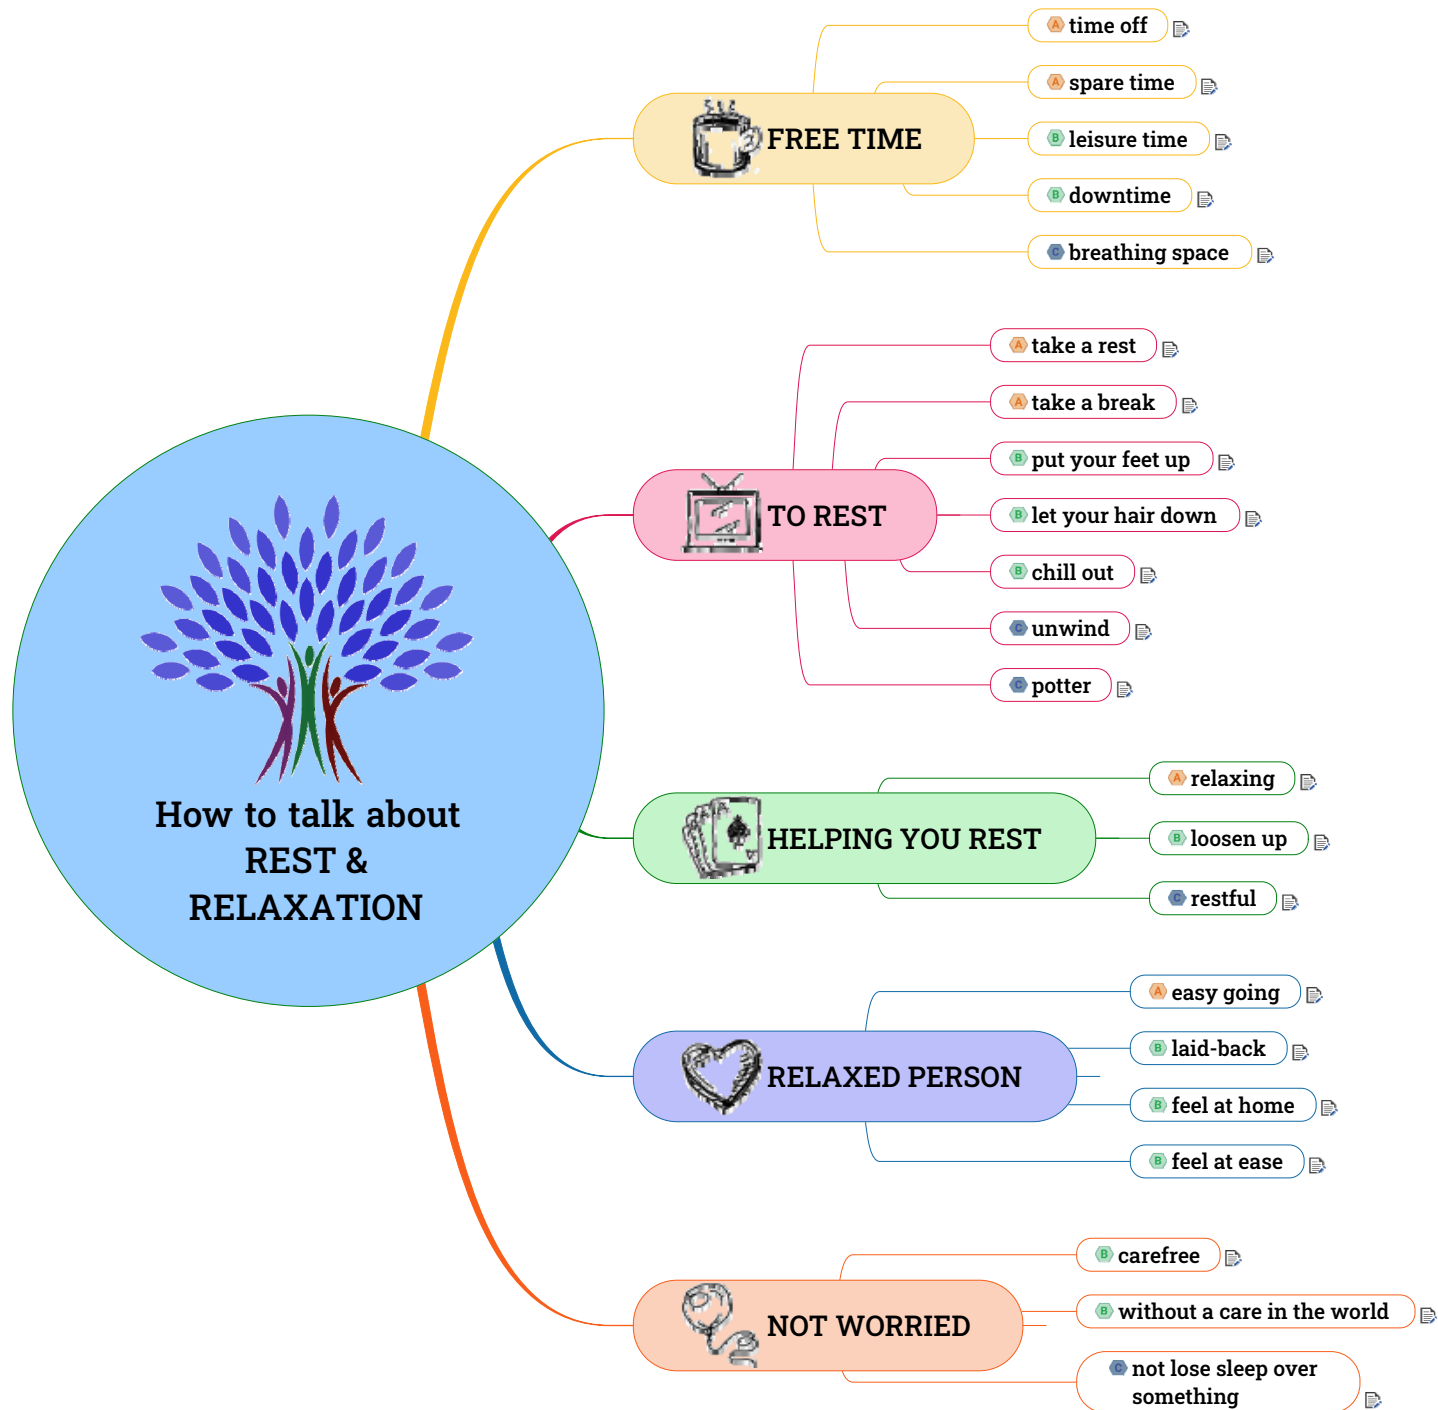 How to talk about
REST &
RELAXATION
FREE TIME
A time off
A spare time
B leisure time
B downtime
C breathing space
TO REST
A take a rest
A take a break
B put your feet up
B let your hair down
B chill out
C unwind
C potter
HELPING YOU REST
A relaxing
B loosen up
C restful
RELAXED PERSON
A easy going
B laid-back
B feel at home
B feel at ease
NOT WORRIED
B carefree
B without a care in the world
C not lose sleep over
something